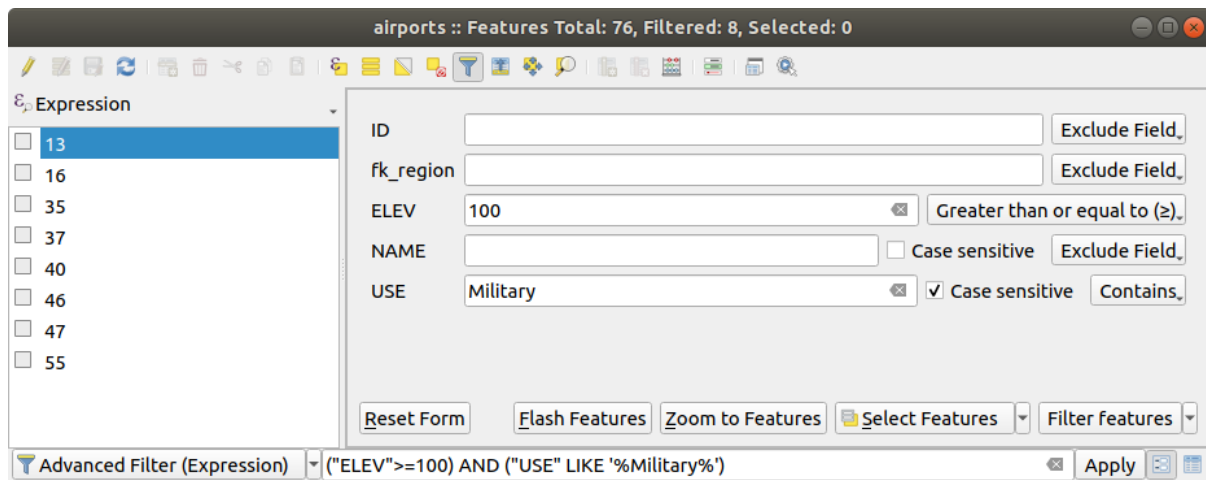 airports :: Features Total: 76, Filtered: 8, Selected: 0
Expression
13
16
35
37
40
46
47
55
ID Exclude Field
fk_region Exclude Field
ELEV 100 Greater than or equal to (≥)
NAME Case sensitive Exclude Field
USE Military Case sensitive Contains
Reset Form Flash Features Zoom to Features Select Features Filter features
Advanced Filter (Expression) ("ELEV">=100) AND ("USE" LIKE '%Military%') Apply